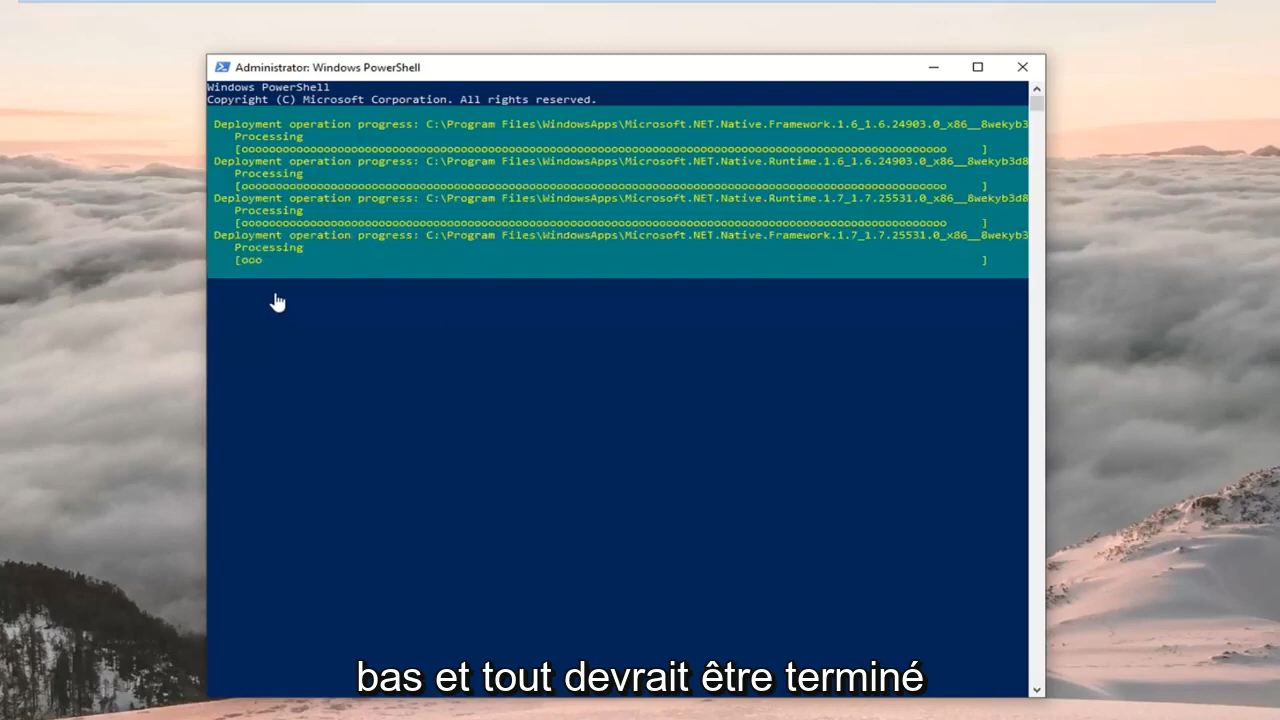 Administrator: Windows PowerShell
Windows PowerShell
Copyright (C) Microsoft Corporation. All rights reserved.
Deployment operation progress: C:\Program Files\WindowsApps\Microsoft.NET.Native.Framework.1.6_1.6.24903.0_x86__8wekyb3
Processing
[oooooooooooooooooooooooooooooooooooooooooooooooooooooooooooooooooooooooooooooooooooooooooooooooooooooo ]
Deployment operation progress: C:\Program Files\WindowsApps\Microsoft.NET.Native.Runtime.1.6_1.6.24903.0_x86__8wekyb3d8
Processing
[oooooooooooooooooooooooooooooooooooooooooooooooooooooooooooooooooooooooooooooooooooooooooooooooooooooo ]
Deployment operation progress: C:\Program Files\WindowsApps\Microsoft.NET.Native.Runtime.1.7_1.7.25531.0_x86__8wekyb3d8
Processing
[oooooooooooooooooooooooooooooooooooooooooooooooooooooooooooooooooooooooooooooooooooooooooooooooooooooo ]
Deployment operation progress: C:\Program Files\WindowsApps\Microsoft.NET.Native.Framework.1.7_1.7.25531.0_x86__8wekyb3
Processing
[ooo ]
bas et tout devrait être terminé